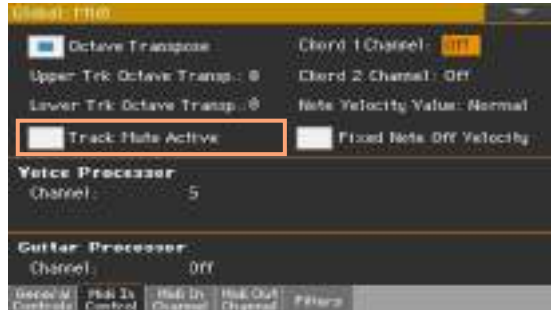 Global: Midi
Octave Transpose
Chord 1 Channel: Off
Upper Trk Octave Transp.: 0
Chord 2 Channel: Off
Lower Trk Octave Transp.: 0
Note Velocity Value: Normal
Track Mute Active
Fixed Note Off Velocity
Voice Processor
Channel: 5
Guitar Processor
Channel: Off
General Controls
Midi In Control
Midi In Channel
Midi Out Channel
Filters